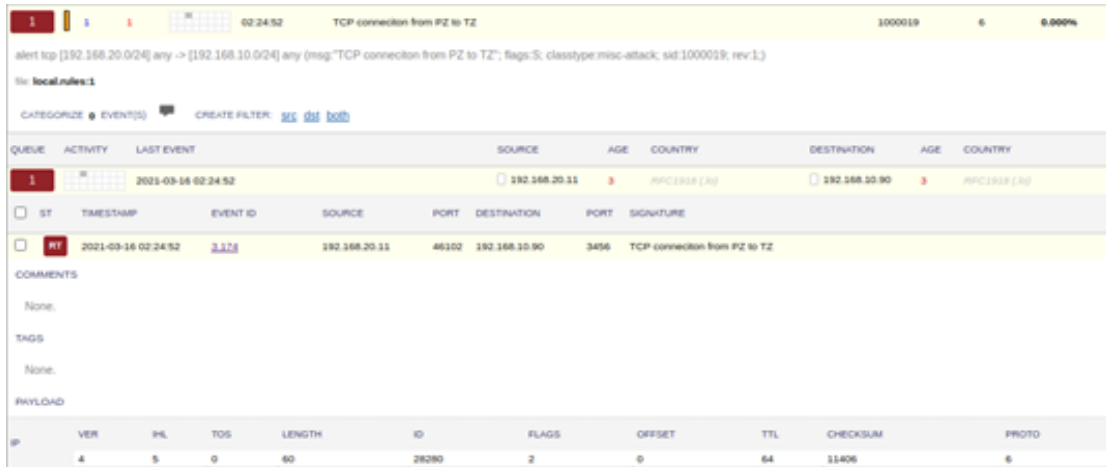 1 1 1 02:24:52 TCP conneciton from PZ to TZ 1000019 6 0.000%
alert tcp [192.168.20.0/24] any -> [192.168.10.0/24] any (msg:"TCP conneciton from PZ to TZ"; flags:S; classtype:misc-attack; sid:1000019; rev:1;)
file: local.rules:1
CATEGORIZE 0 EVENT(S) CREATE FILTER: src dst both
QUEUE ACTIVITY LAST EVENT SOURCE AGE COUNTRY DESTINATION AGE COUNTRY
1 2021-03-16 02:24:52 192.168.20.11 3 RFC1918 (.lo) 192.168.10.90 3 RFC1918 (.lo)
ST TIMESTAMP EVENT ID SOURCE PORT DESTINATION PORT SIGNATURE
RT 2021-03-16 02:24:52 3.174 192.168.20.11 46102 192.168.10.90 3456 TCP conneciton from PZ to TZ
COMMENTS
None.
TAGS
None.
PAYLOAD
IP VER IHL TOS LENGTH ID FLAGS OFFSET TTL CHECKSUM PROTO
4 5 0 60 28280 2 0 64 11406 6